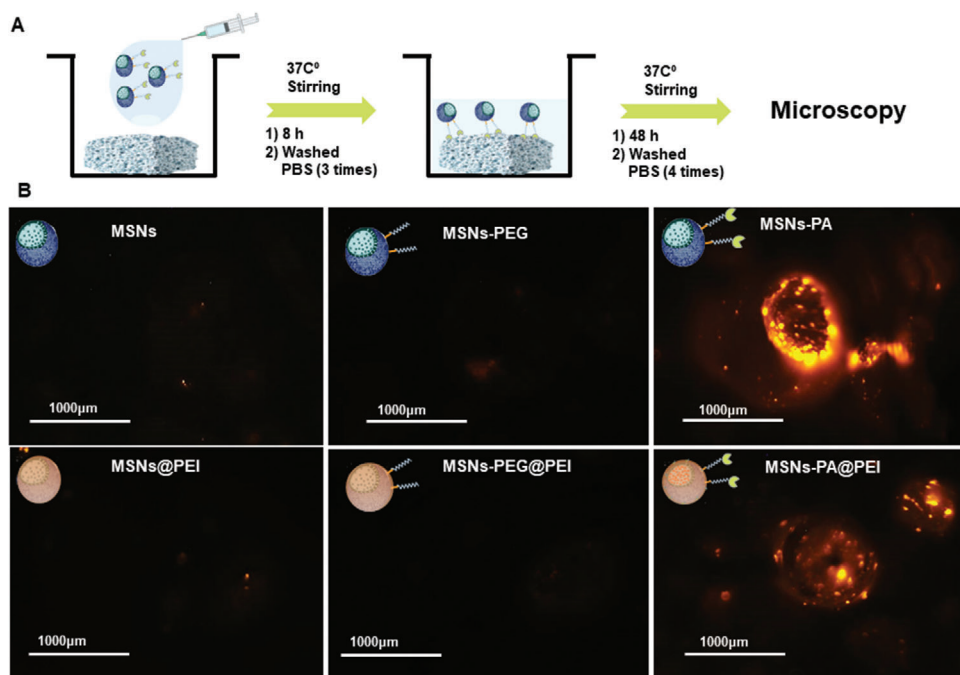 A
37C⁰
Stirring
1) 8 h
2) Washed
PBS (3 times)
37C⁰
Stirring
1) 48 h
2) Washed
PBS (4 times)
Microscopy
B
MSNs
1000µm
MSNs-PEG
1000µm
MSNs-PA
1000µm
MSNs@PEI
1000µm
MSNs-PEG@PEI
1000µm
MSNs-PA@PEI
1000µm